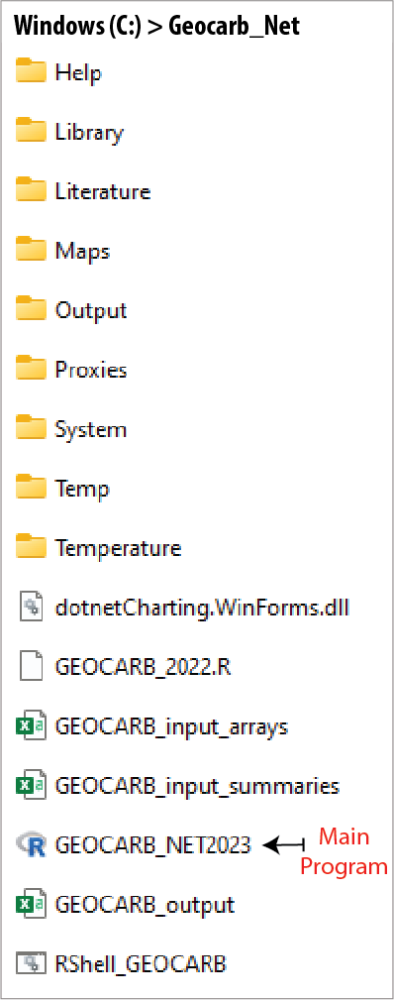 Windows (C:) > Geocarb_Net
Help
Library
Literature
Maps
Output
Proxies
System
Temp
Temperature
dotnetCharting.WinForms.dll
GEOCARB_2022.R
GEOCARB_input_arrays
GEOCARB_input_summaries
GEOCARB_NET2023
Main
Program
GEOCARB_output
RShell_GEOCARB